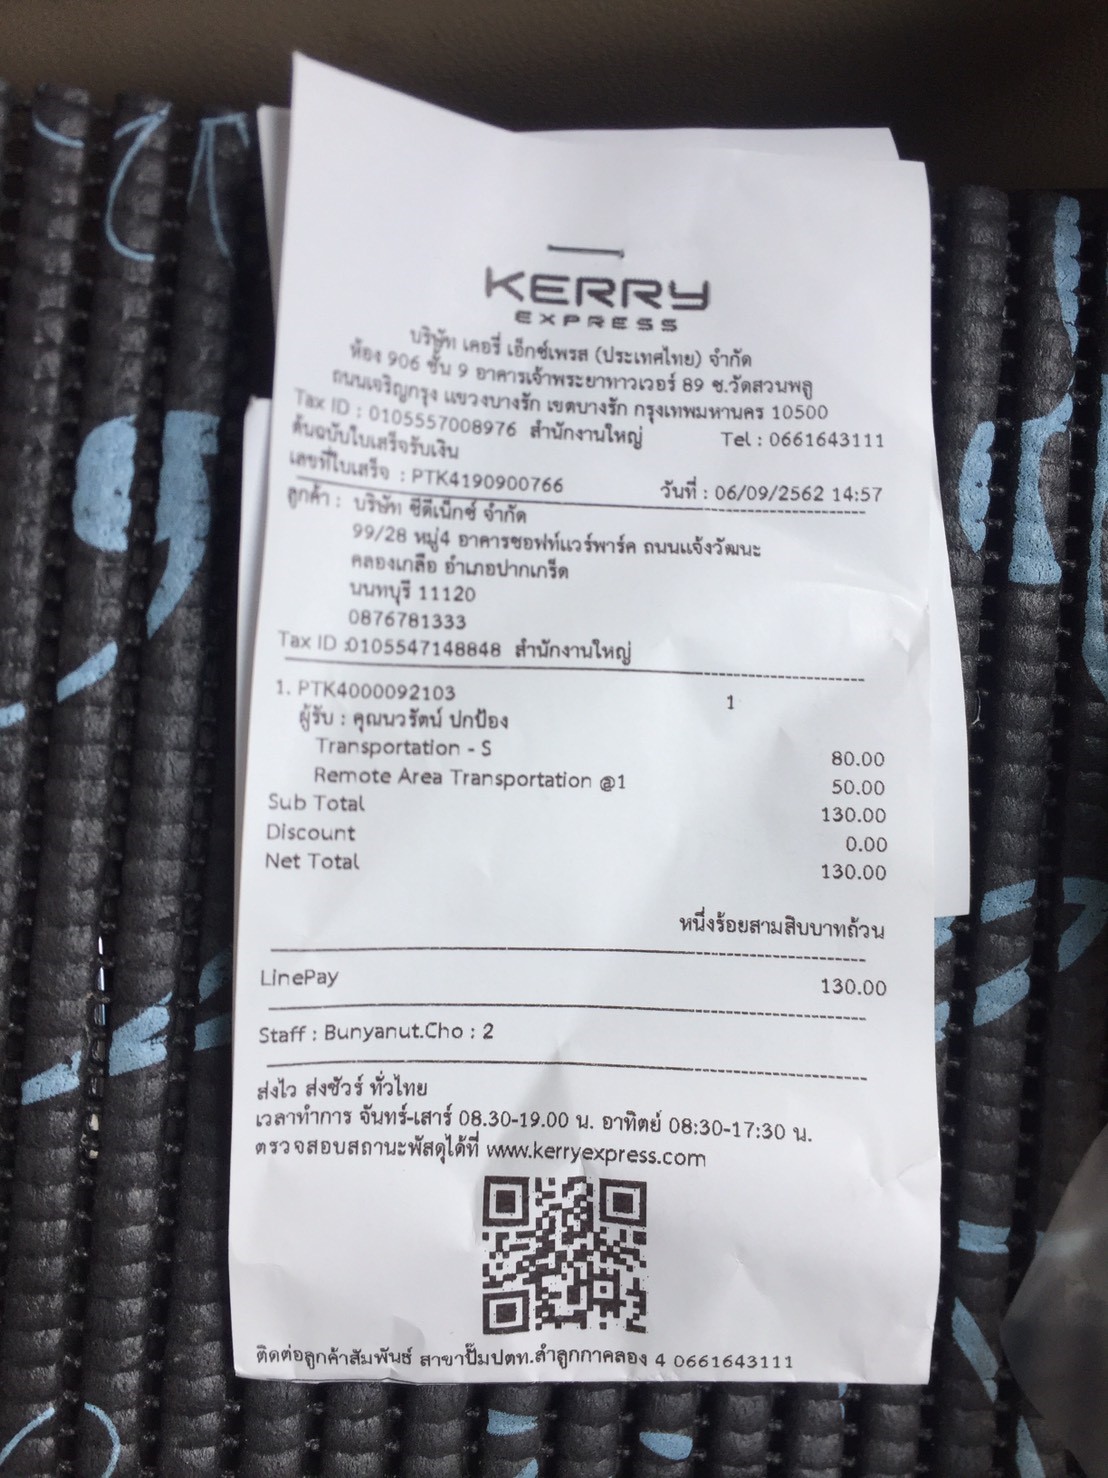 KERRY
EXPRESS
บริษัท เคอรี่ เอ็กซ์เพรส (ประเทศไทย) จำกัด
ห้อง 906 ชั้น 9 อาคารเจ้าพระยาทาวเวอร์ 89 ซ.วัดสวนพลู
ถนนเจริญกรุง แขวงบางรัก เขตบางรัก กรุงเทพมหานคร 10500
Tax ID : 0105557008976 สำนักงานใหญ่ Tel : 0661643111
ต้นฉบับใบเสร็จรับเงิน
เลขที่ใบเสร็จ : PTK4190900766 วันที่ : 06/09/2562 14:57
ลูกค้า : บริษัท ซีดีเน็กซ์ จำกัด
99/28 หมู่4 อาคารซอฟท์แวร์พาร์ค ถนนแจ้งวัฒนะ
คลองเกลือ อำเภอปากเกร็ด
นนทบุรี 11120
0876781333
Tax ID :0105547148848 สำนักงานใหญ่
1. PTK4000092103 1
ผู้รับ : คุณนวรัตน์ ปกป้อง
Transportation - S 80.00
Remote Area Transportation @1 50.00
Sub Total 130.00
Discount 0.00
Net Total 130.00
หนึ่งร้อยสามสิบบาทถ้วน
LinePay 130.00
Staff : Bunyanut.Cho : 2
ส่งไว ส่งชัวร์ ทั่วไทย
เวลาทำการ จันทร์-เสาร์ 08.30-19.00 น. อาทิตย์ 08:30-17:30 น.
ตรวจสอบสถานะพัสดุได้ที่ www.kerryexpress.com
ติดต่อลูกค้าสัมพันธ์ สาขาปั๊มปตท.ลำลูกกาคลอง 4 0661643111